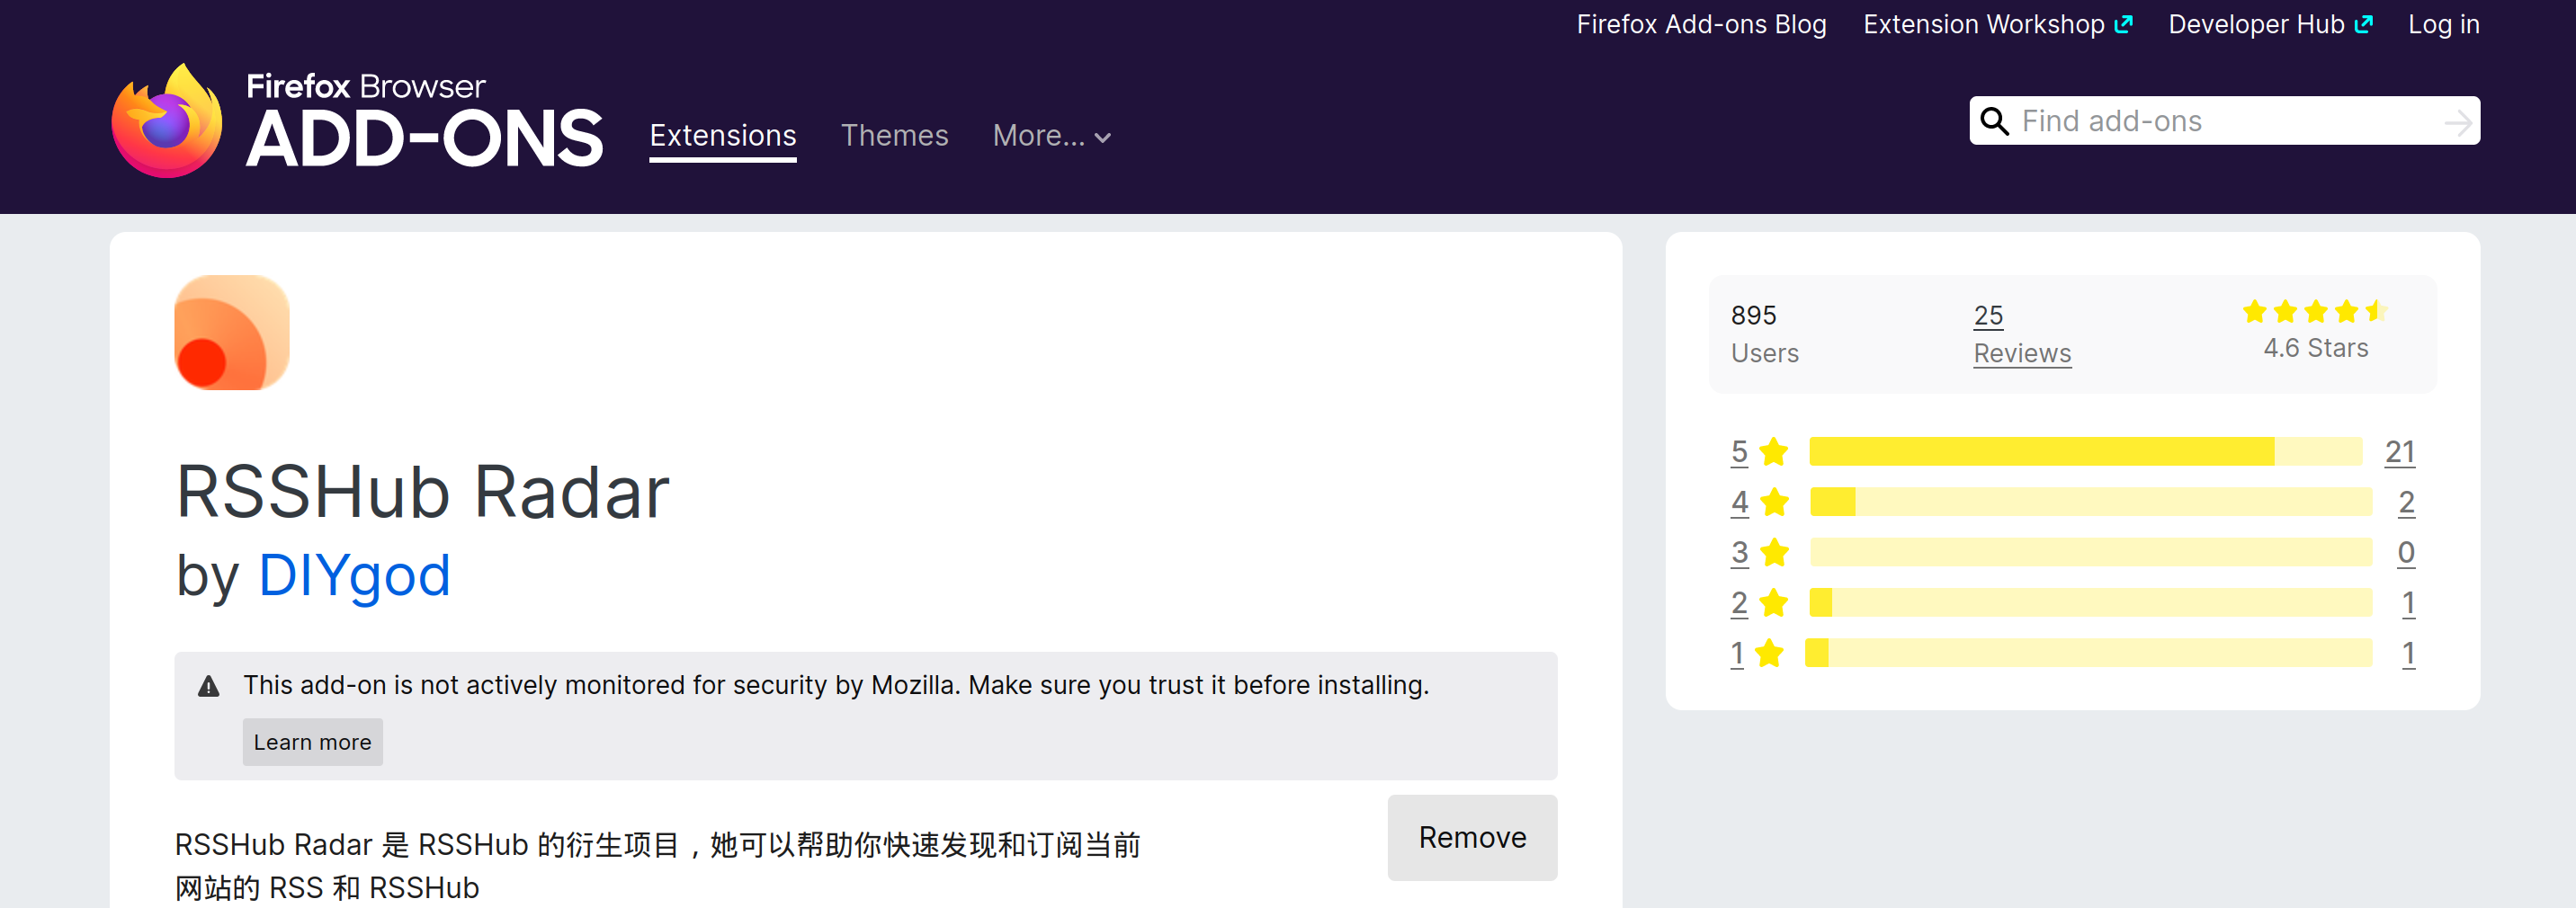 Firefox Add-ons Blog Extension Workshop Developer Hub Log in
Firefox Browser
ADD-ONS
Extensions Themes More...
Find add-ons
RSSHub Radar
by DIYgod
This add-on is not actively monitored for security by Mozilla. Make sure you trust it before installing.
Learn more
RSSHub Radar 是 RSSHub 的衍生项目，她可以帮助你快速发现和订阅当前
网站的 RSS 和 RSSHub
Remove
895
Users
25
Reviews
4.6 Stars
5 21
4 2
3 0
2 1
1 1